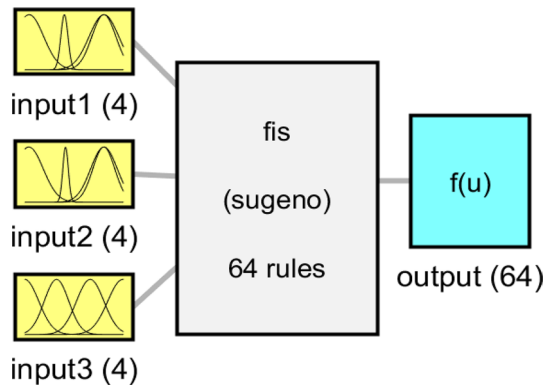 input1 (4)
input2 (4)
input3 (4)
fis
(sugeno)
64 rules
f(u)
output (64)